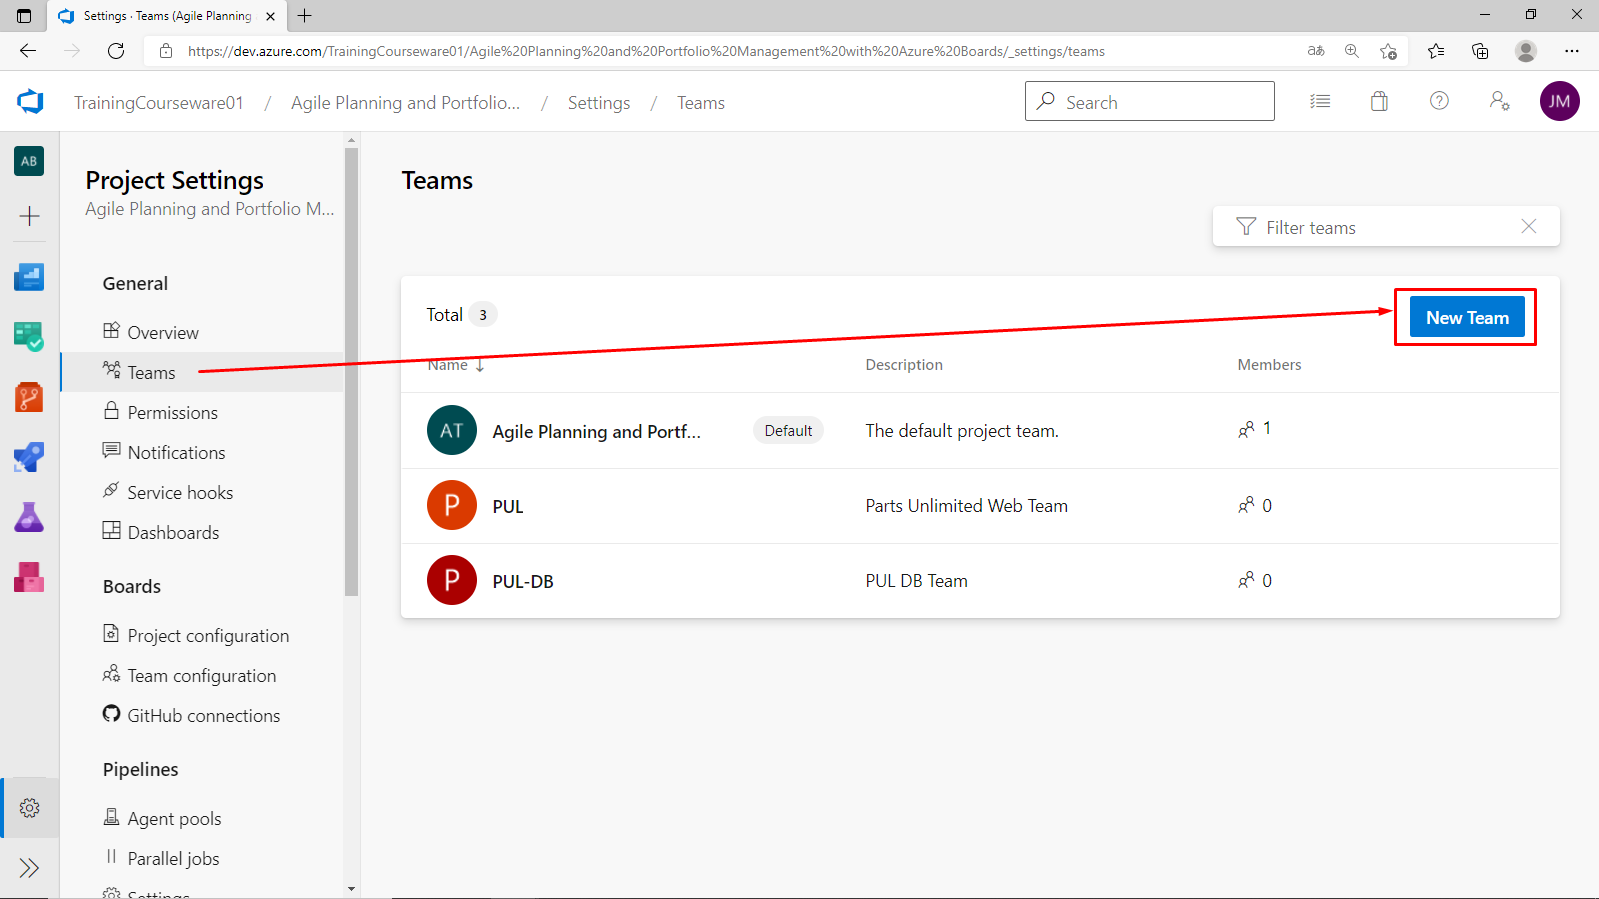 Settings · Teams (Agile Planning
https://dev.azure.com/TrainingCourseware01/Agile%20Planning%20and%20Portfolio%20Management%20with%20Azure%20Boards/_settings/teams
aあ
TrainingCourseware01 / Agile Planning and Portfolio... / Settings / Teams
Search
JM
AB
Project Settings
Agile Planning and Portfolio M...
General
Overview
Teams
Permissions
Notifications
Service hooks
Dashboards
Boards
Project configuration
Team configuration
GitHub connections
Pipelines
Agent pools
Parallel jobs
Settings
Teams
Filter teams
Total 3
New Team
Name Description Members
AT Agile Planning and Portf... Default The default project team. 1
P PUL Parts Unlimited Web Team 0
P PUL-DB PUL DB Team 0